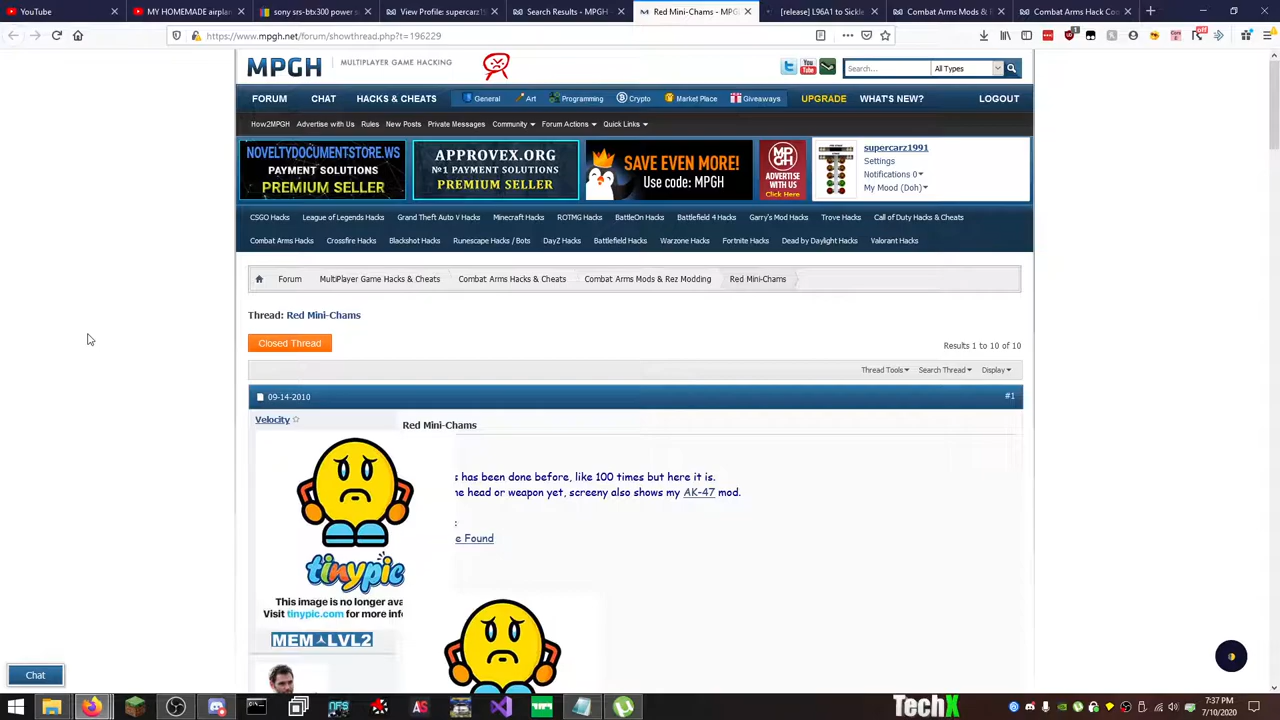 YouTube
MY HOMEMADE airplan
sony srs-btx300 power s
View Profile: supercarz1991
Search Results - MPGH -
Red Mini-Chams - MPG
[release] L96A1 to Sickle
Combat Arms Mods & R
Combat Arms Hack Co
https://www.mpgh.net/forum/showthread.php?t=196229
MPGH
MULTIPLAYER GAME HACKING
Search...
All Types
FORUM
CHAT
HACKS & CHEATS
General
Art
Programming
Crypto
Market Place
Giveaways
UPGRADE
WHAT'S NEW?
LOGOUT
How2MPGH
Advertise with Us
Rules
New Posts
Private Messages
Community
Forum Actions
Quick Links
NOVELTYDOCUMENTSTORE.WS
PAYMENT SOLUTIONS
PREMIUM SELLER
APPROVEX.ORG
№1 PAYMENT SOLUTIONS
PREMIUM SELLER
SAVE EVEN MORE!
Use code: MPGH
MPGH
ADVERTISE
WITH US
Click Here
supercarz1991
Settings
Notifications 0
My Mood (Doh)
CSGO Hacks
League of Legends Hacks
Grand Theft Auto V Hacks
Minecraft Hacks
ROTMG Hacks
BattleOn Hacks
Battlefield 4 Hacks
Garry's Mod Hacks
Trove Hacks
Call of Duty Hacks & Cheats
Combat Arms Hacks
Crossfire Hacks
Blackshot Hacks
Runescape Hacks / Bots
DayZ Hacks
Battlefield Hacks
Warzone Hacks
Fortnite Hacks
Dead by Daylight Hacks
Valorant Hacks
Forum
MultiPlayer Game Hacks & Cheats
Combat Arms Hacks & Cheats
Combat Arms Mods & Rez Modding
Red Mini-Chams
Thread: Red Mini-Chams
Closed Thread
Results 1 to 10 of 10
Thread Tools
Search Thread
Display
09-14-2010
#1
Velocity
Red Mini-Chams
s has been done before, like 100 times but here it is.
ne head or weapon yet, screeny also shows my AK-47 mod.
:
e Found
tinypic
This image is no longer ava
Visit tinypic.com for more info
MEM LVL2
Chat
TechX
7:37 PM
7/10/2020